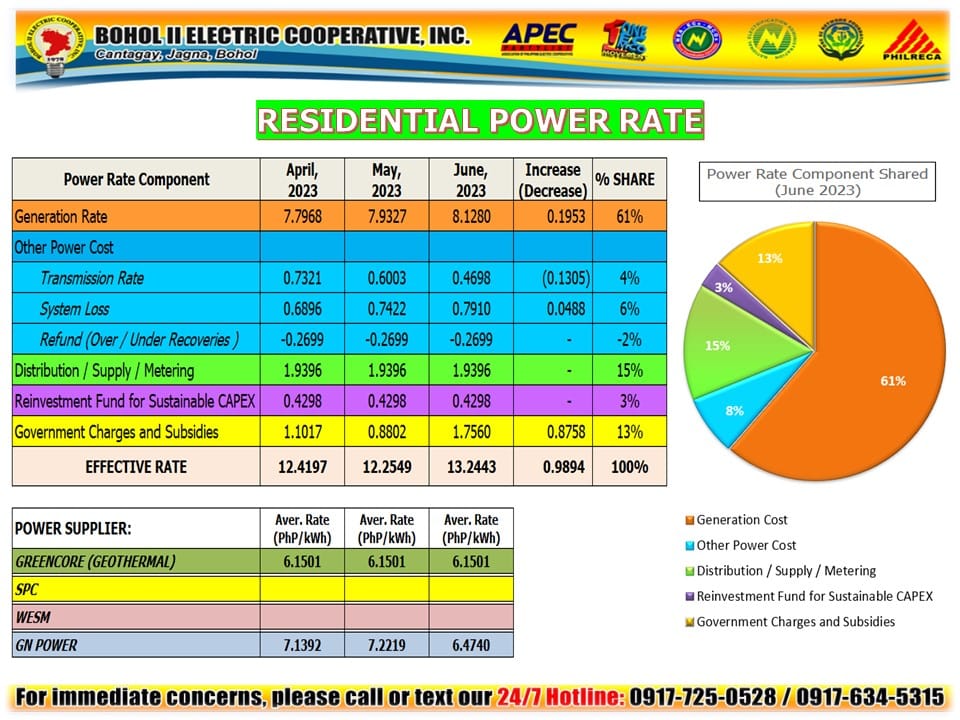 BOHOL II ELECTRIC COOPERATIVE, INC.
Cantagay, Jagna, Bohol
1978
APEC
PARTYLIST
PHILRECA
RESIDENTIAL POWER RATE
Power Rate Component April, 2023 May, 2023 June, 2023 Increase (Decrease) % SHARE
Generation Rate 7.7968 7.9327 8.1280 0.1953 61%
Other Power Cost
Transmission Rate 0.7321 0.6003 0.4698 (0.1305) 4%
System Loss 0.6896 0.7422 0.7910 0.0488 6%
Refund (Over / Under Recoveries ) -0.2699 -0.2699 -0.2699 - -2%
Distribution / Supply / Metering 1.9396 1.9396 1.9396 - 15%
Reinvestment Fund for Sustainable CAPEX 0.4298 0.4298 0.4298 - 3%
Government Charges and Subsidies 1.1017 0.8802 1.7560 0.8758 13%
EFFECTIVE RATE 12.4197 12.2549 13.2443 0.9894 100%
Power Rate Component Shared
(June 2023)
13%
3%
15%
8%
61%
POWER SUPPLIER: Aver. Rate (PhP/kWh) Aver. Rate (PhP/kWh) Aver. Rate (PhP/kWh)
GREENCORE (GEOTHERMAL) 6.1501 6.1501 6.1501
SPC
WESM
GN POWER 7.1392 7.2219 6.4740
Generation Cost
Other Power Cost
Distribution / Supply / Metering
Reinvestment Fund for Sustainable CAPEX
Government Charges and Subsidies
For immediate concerns, please call or text our 24/7 Hotline: 0917-725-0528 / 0917-634-5315